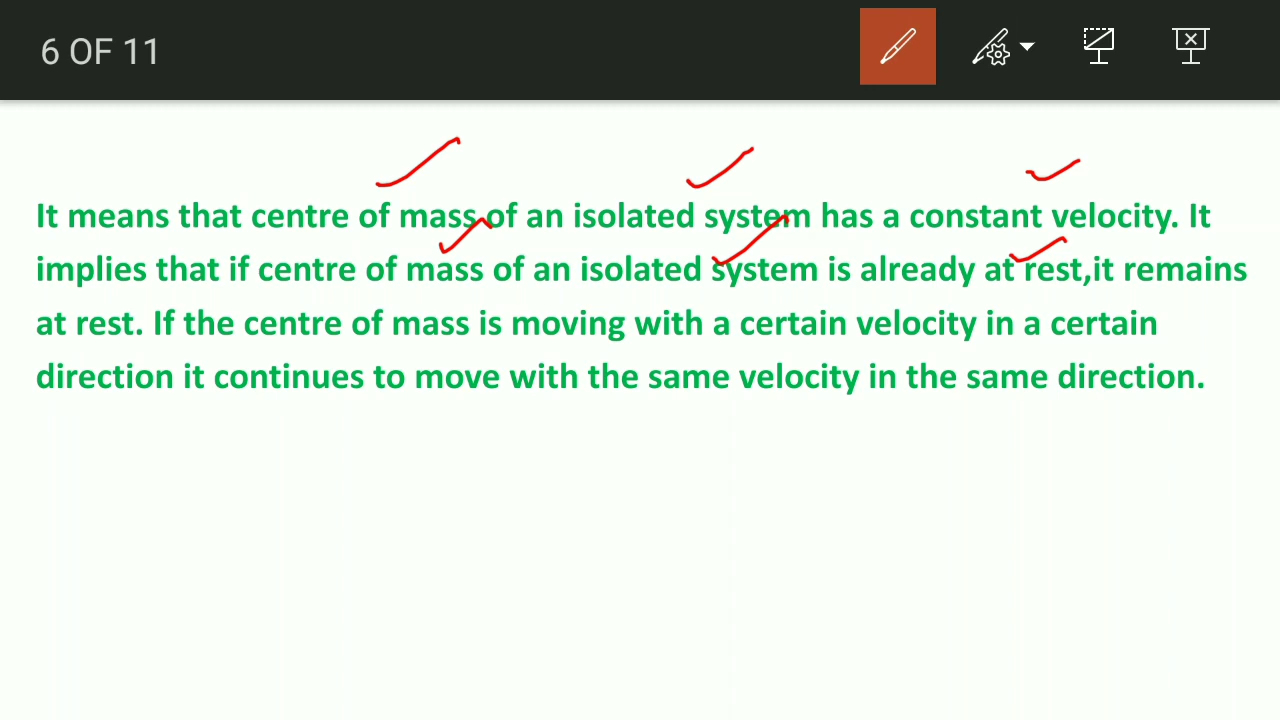 6 OF 11
It means that centre of mass of an isolated system has a constant velocity. It
implies that if centre of mass of an isolated system is already at rest,it remains
at rest. If the centre of mass is moving with a certain velocity in a certain
direction it continues to move with the same velocity in the same direction.